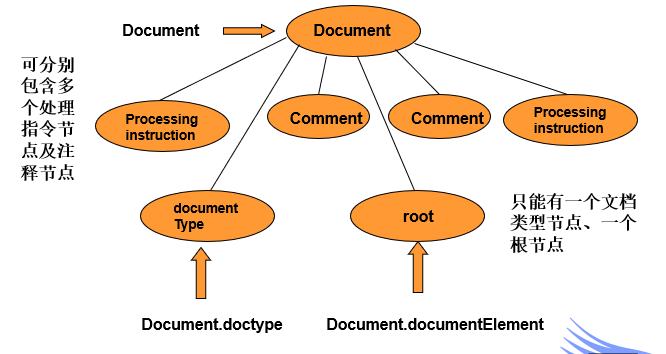 Document
Document
可分别
包含多
个处理
指令节
点及注
释节点
Processing
instruction
Comment
Comment
Processing
instruction
document
Type
root
只能有一个文档
类型节点、一个
根节点
Document.doctype
Document.documentElement